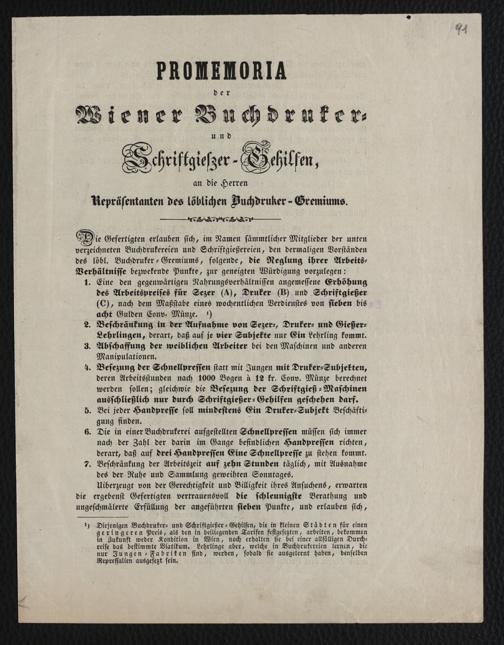 91
PROMEMORIA
der
Wiener Buchdruker-
und
Schriftgießer-Gehilfen,
an die Herren
Repräsentanten des löblichen Buchdruker-Gremiums.
Die Gefertigten erlauben sich, im Namen sämmtlicher Mitglieder der unten
verzeichneten Buchdrukereien und Schriftgießereien, den dermaligen Vorständen
des löbl. Buchdruker-Gremiums, folgende, die Reglung ihrer Arbeits-
Verhältnisse bezwekende Punkte, zur geneigten Würdigung vorzulegen:
1. Eine den gegenwärtigen Nahrungsverhältnissen angemessene Erhöhung
des Arbeitspreises für Sezer (A), Druker (B) und Schriftgießer
(C), nach dem Maßstabe eines wochentlichen Verdienstes von sieben bis
acht Gulden Conv. Münze. ¹)
2. Beschränkung in der Aufnahme von Sezer-, Druker- und Gießer-
Lehrlingen, derart, daß auf je vier Subjekte nur Ein Lehrling kommt.
3. Abschaffung der weiblichen Arbeiter bei den Maschinen und anderen
Manipulationen.
4. Besezung der Schnellpressen statt mit Jungen mit Druker-Subjekten,
deren Arbeitsstunden nach 1000 Bogen à 12 kr. Conv. Münze berechnet
werden sollen; gleichwie die Besezung der Schriftgieß-Maschinen
ausschließlich nur durch Schriftgießer-Gehilfen geschehen darf.
5. Bei jeder Handpresse soll mindestens Ein Druker-Subjekt Beschäfti-
gung finden.
6. Die in einer Buchdrukerei aufgestellten Schnellpressen müssen sich immer
nach der Zahl der darin im Gange befindlichen Handpressen richten,
derart, daß auf drei Handpressen Eine Schnellpresse zu stehen kommt.
7. Beschränkung der Arbeitszeit auf zehn Stunden täglich, mit Ausnahme
des der Ruhe und Sammlung geweihten Sonntages.
Uiberzeugt von der Gerechtigkeit und Billigkeit ihres Ansuchens, erwarten
die ergebenst Gefertigten vertrauensvoll die schleunigste Berathung und
ungeschmälerte Erfüllung der angeführten sieben Punkte, und erlauben sich,
¹) Diejenigen Buchdruker- und Schriftgießer-Gehilfen, die in kleinen Städten für einen
geringeren Preis, als den in beiliegenden Tarifen festgesezten, arbeiten, bekommen
in Zukunft weder Kondition in Wien, noch erhalten sie bei einer allfälligen Durch-
reise das bestimmte Viatikum. Lehrlinge aber, welche in Buchdrukereien lernen, die
nur Jungen-Fabriken sind, werden, sobald sie ausgelernt haben, denselben
Repressalien ausgesezt sein.